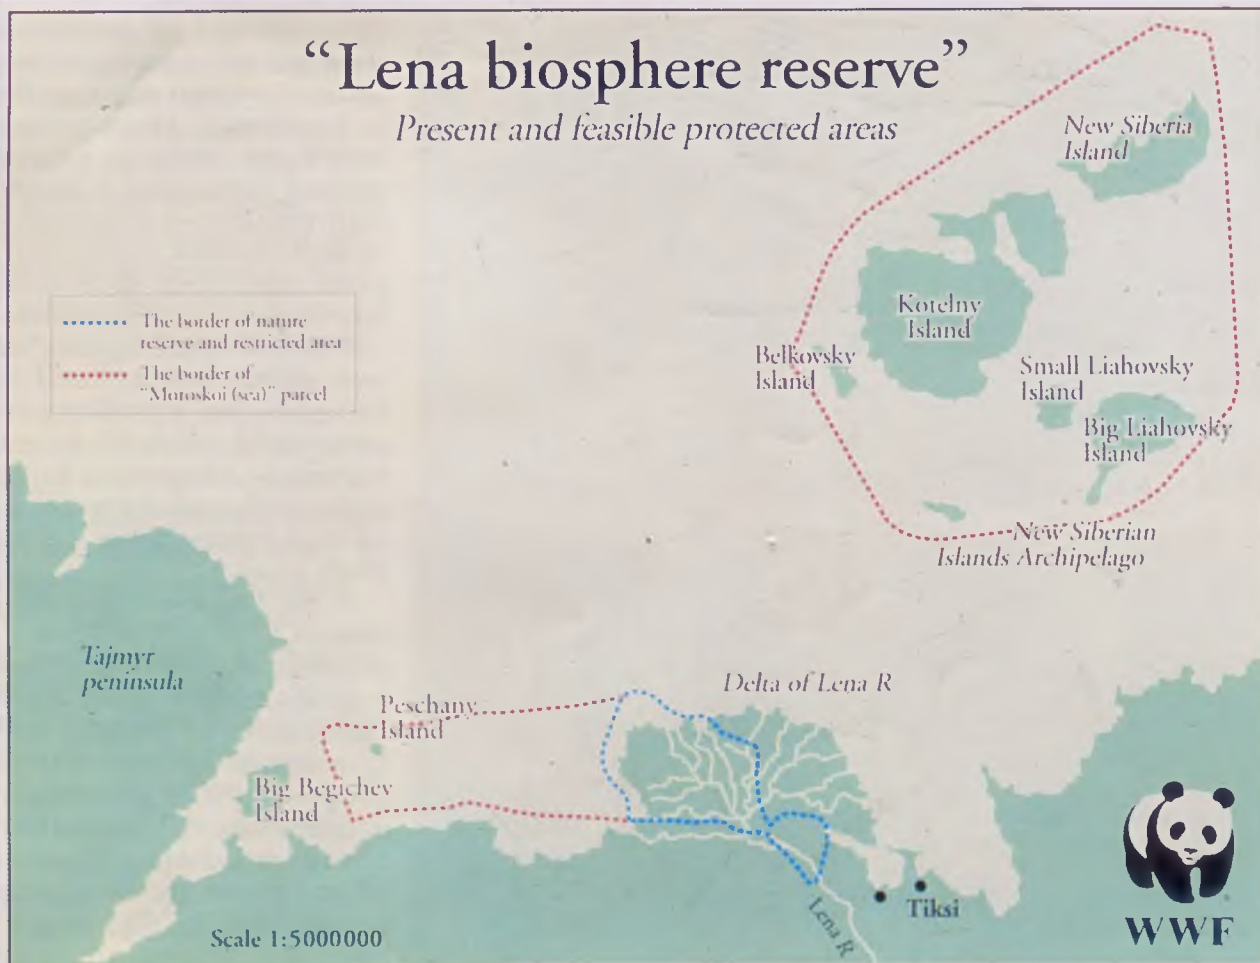 “Lena biosphere reserve”
Present and feasible protected areas
New Siberia
Island
The border of nature
reserve and restricted area
The border of
“Moroskoi (sea)” parcel
Kotelny
Island
Belkovsky
Island
Small Liahovsky
Island
Big Liahovsky
Island
New Siberian
Islands Archipelago
Tajmyr
peninsula
Delta of Lena R
Peschany
Island
Big Begichev
Island
Lena R
Tiksi
Scale 1:5000000
WWF